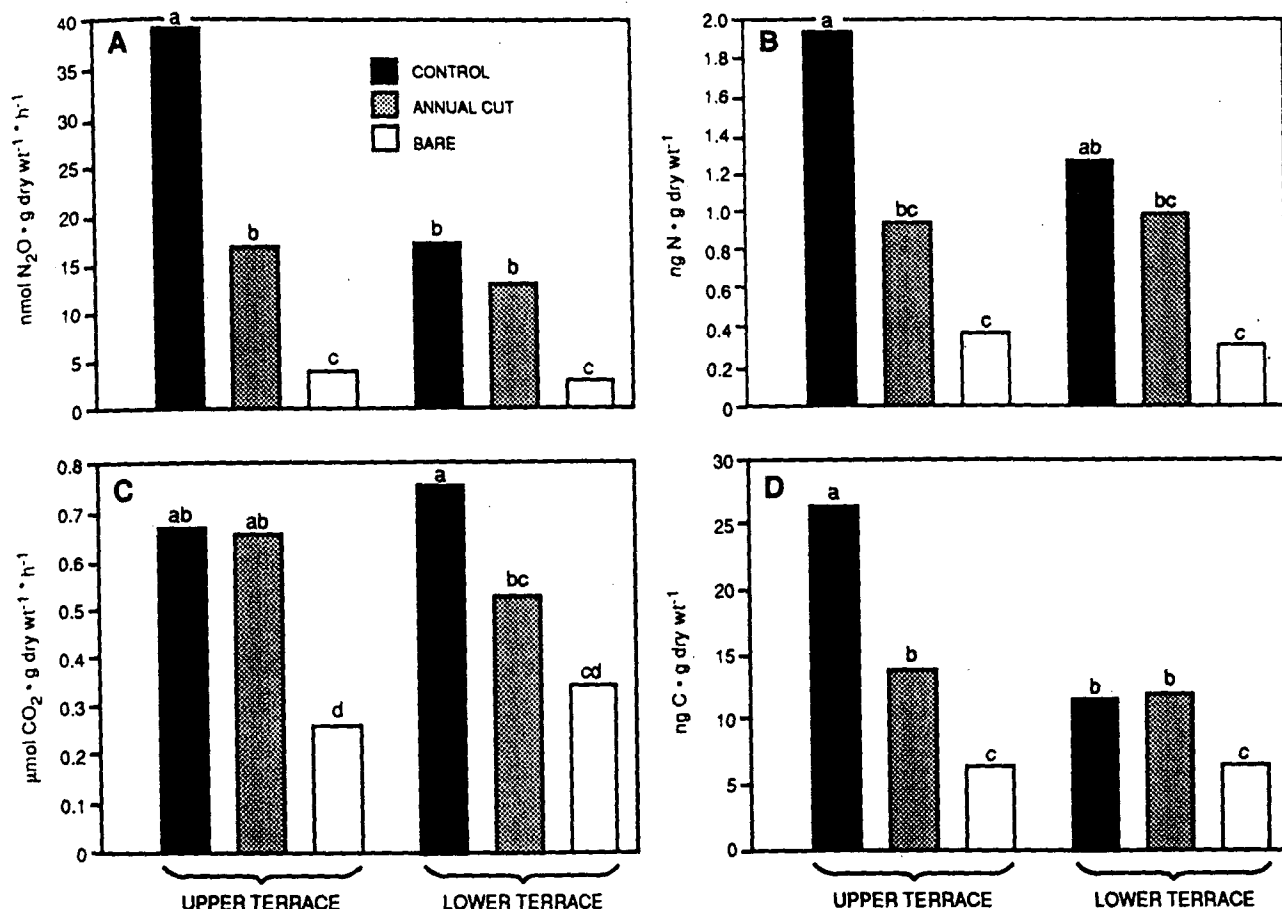 A
nmol N₂O • g dry wt⁻¹ • h⁻¹
40
35
30
25
20
15
10
5
0
a
b
c
b
b
c
CONTROL
ANNUAL CUT
BARE
B
ng N • g dry wt⁻¹
2.0
1.8
1.6
1.4
1.2
1.0
0.8
0.6
0.4
0.2
0
a
bc
c
ab
bc
c
C
μmol CO₂ • g dry wt⁻¹ • h⁻¹
0.8
0.7
0.6
0.5
0.4
0.3
0.2
0.1
0
ab
ab
d
a
bc
cd
UPPER TERRACE
LOWER TERRACE
D
ng C • g dry wt⁻¹
30
25
20
15
10
5
0
a
b
c
b
b
c
UPPER TERRACE
LOWER TERRACE